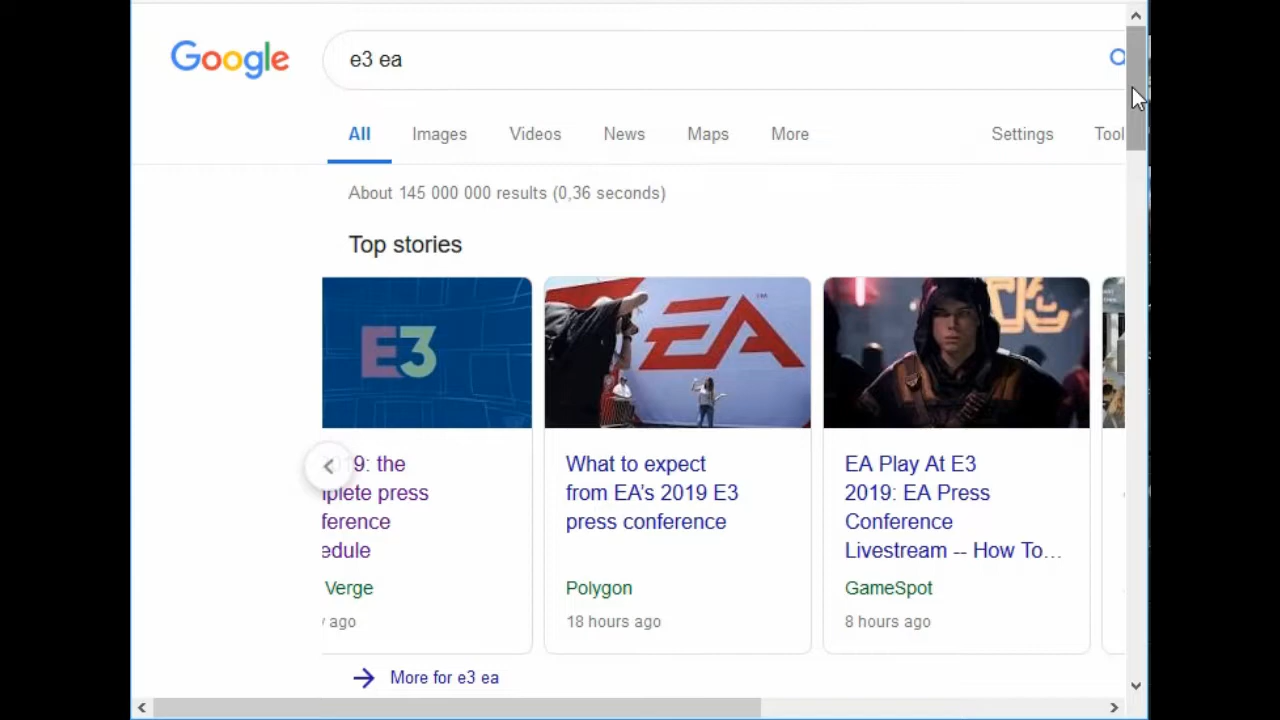 Google
e3 ea
All Images Videos News Maps More Settings Tool
About 145 000 000 results (0,36 seconds)
Top stories
E3
19: the
plete press
ference
edule
Verge
ago
EA™
What to expect
from EA's 2019 E3
press conference
Polygon
18 hours ago
EA Play At E3
2019: EA Press
Conference
Livestream -- How To...
GameSpot
8 hours ago
More for e3 ea